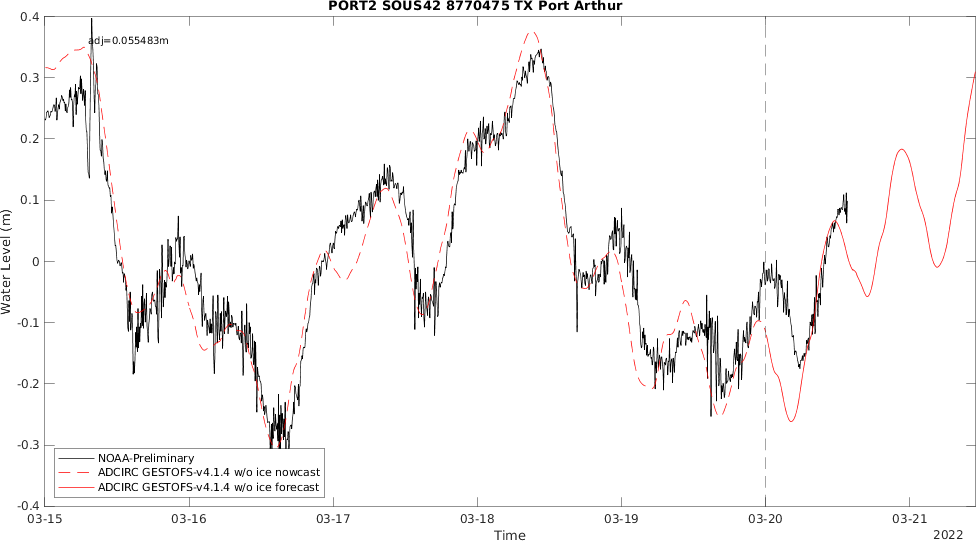 PORT2 SOUS42 8770475 TX Port Arthur
adj=0.055483m
0.4
0.3
0.2
0.1
0
-0.1
-0.2
-0.3
-0.4
Water Level (m)
NOAA-Preliminary
ADCIRC GESTOFS-v4.1.4 w/o ice nowcast
ADCIRC GESTOFS-v4.1.4 w/o ice forecast
03-15 03-16 03-17 03-18 03-19 03-20 03-21
Time
2022